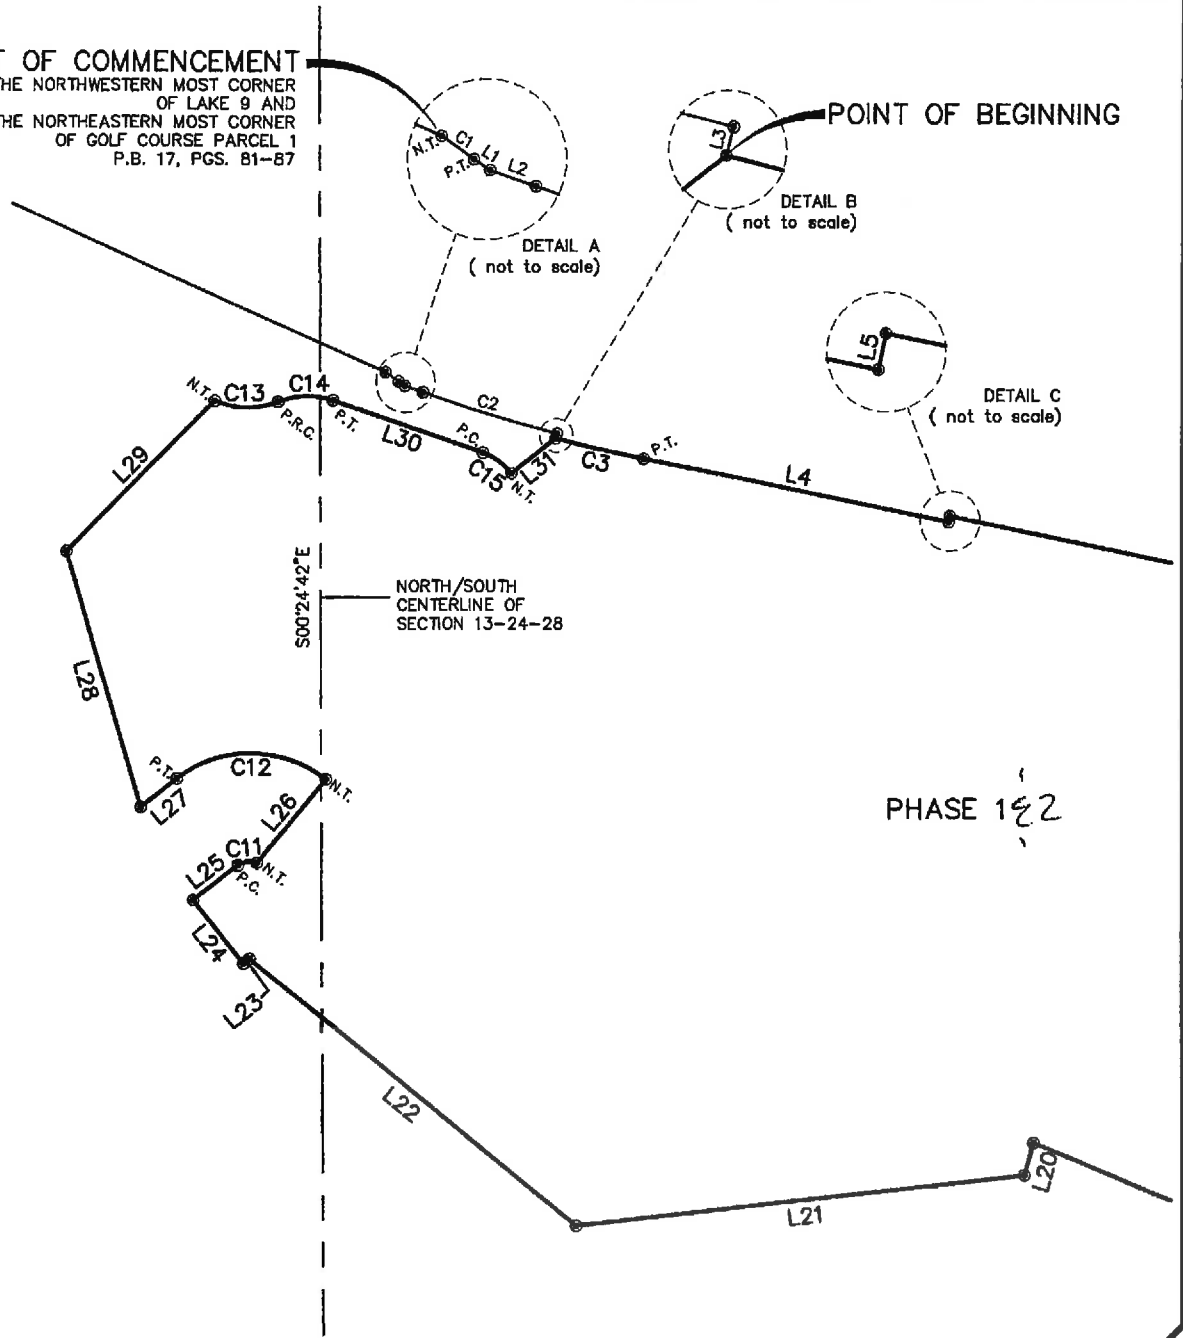 T OF COMMENCEMENT
THE NORTHWESTERN MOST CORNER
OF LAKE 9 AND
THE NORTHEASTERN MOST CORNER
OF GOLF COURSE PARCEL 1
P.B. 17, PGS. 81-87
N.T.
C1
P.T.
L1
L2
DETAIL A
( not to scale)
L3
POINT OF BEGINNING
DETAIL B
( not to scale)
L5
DETAIL C
( not to scale)
N.T.
C13
P.R.C.
C14
P.T.
L30
P.C.
C15
N.T.
L31
C2
C3
P.T.
L4
L29
S00°24'42"E
NORTH/SOUTH
CENTERLINE OF
SECTION 13-24-28
L28
P.T.
C12
N.T.
L27
L26
PHASE 1&2
C11
N.T.
P.C.
L25
L24
L23
L22
L21
L20